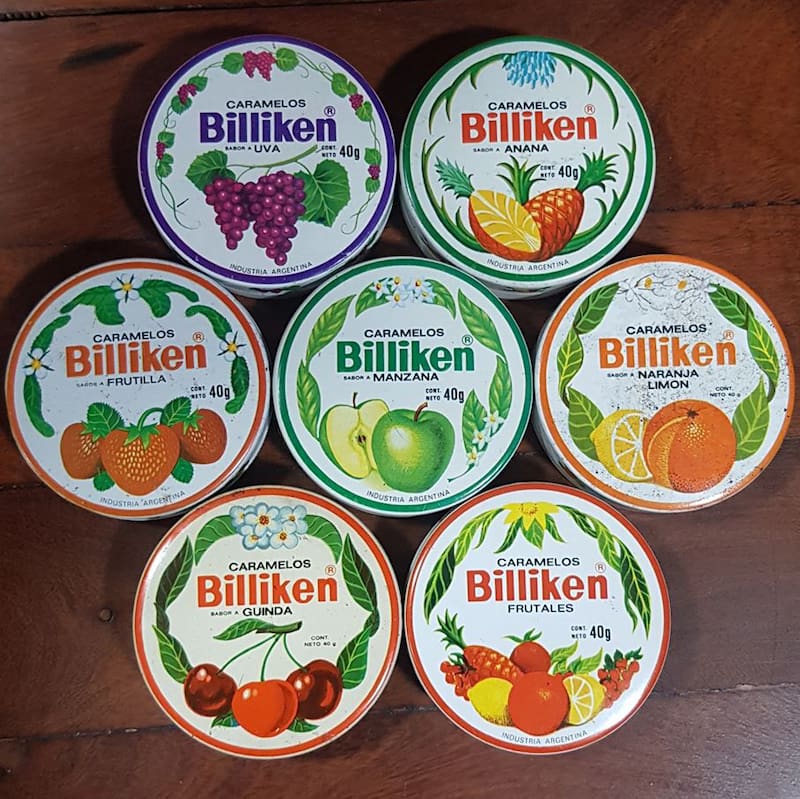 CARAMELOS
Billiken®
SABOR A UVA
CONT. NETO 40g
INDUSTRIA ARGENTINA
CARAMELOS
Billiken®
SABOR A ANANA
CONT. NETO 40g
INDUSTRIA ARGENTINA
CARAMELOS
Billiken®
SABOR A FRUTILLA
CONT. NETO 40g
INDUSTRIA ARGENTINA
CARAMELOS
Billiken®
SABOR A MANZANA
CONT. NETO 40g
INDUSTRIA ARGENTINA
CARAMELOS
Billiken®
SABOR A NARANJA
LIMON
CONT.
NETO 40 g
CARAMELOS
Billiken®
SABOR A GUINDA
CONT.
NETO 40 g
CARAMELOS
Billiken®
FRUTALES
CONT. NETO 40g
INDUSTRIA ARGENTINA